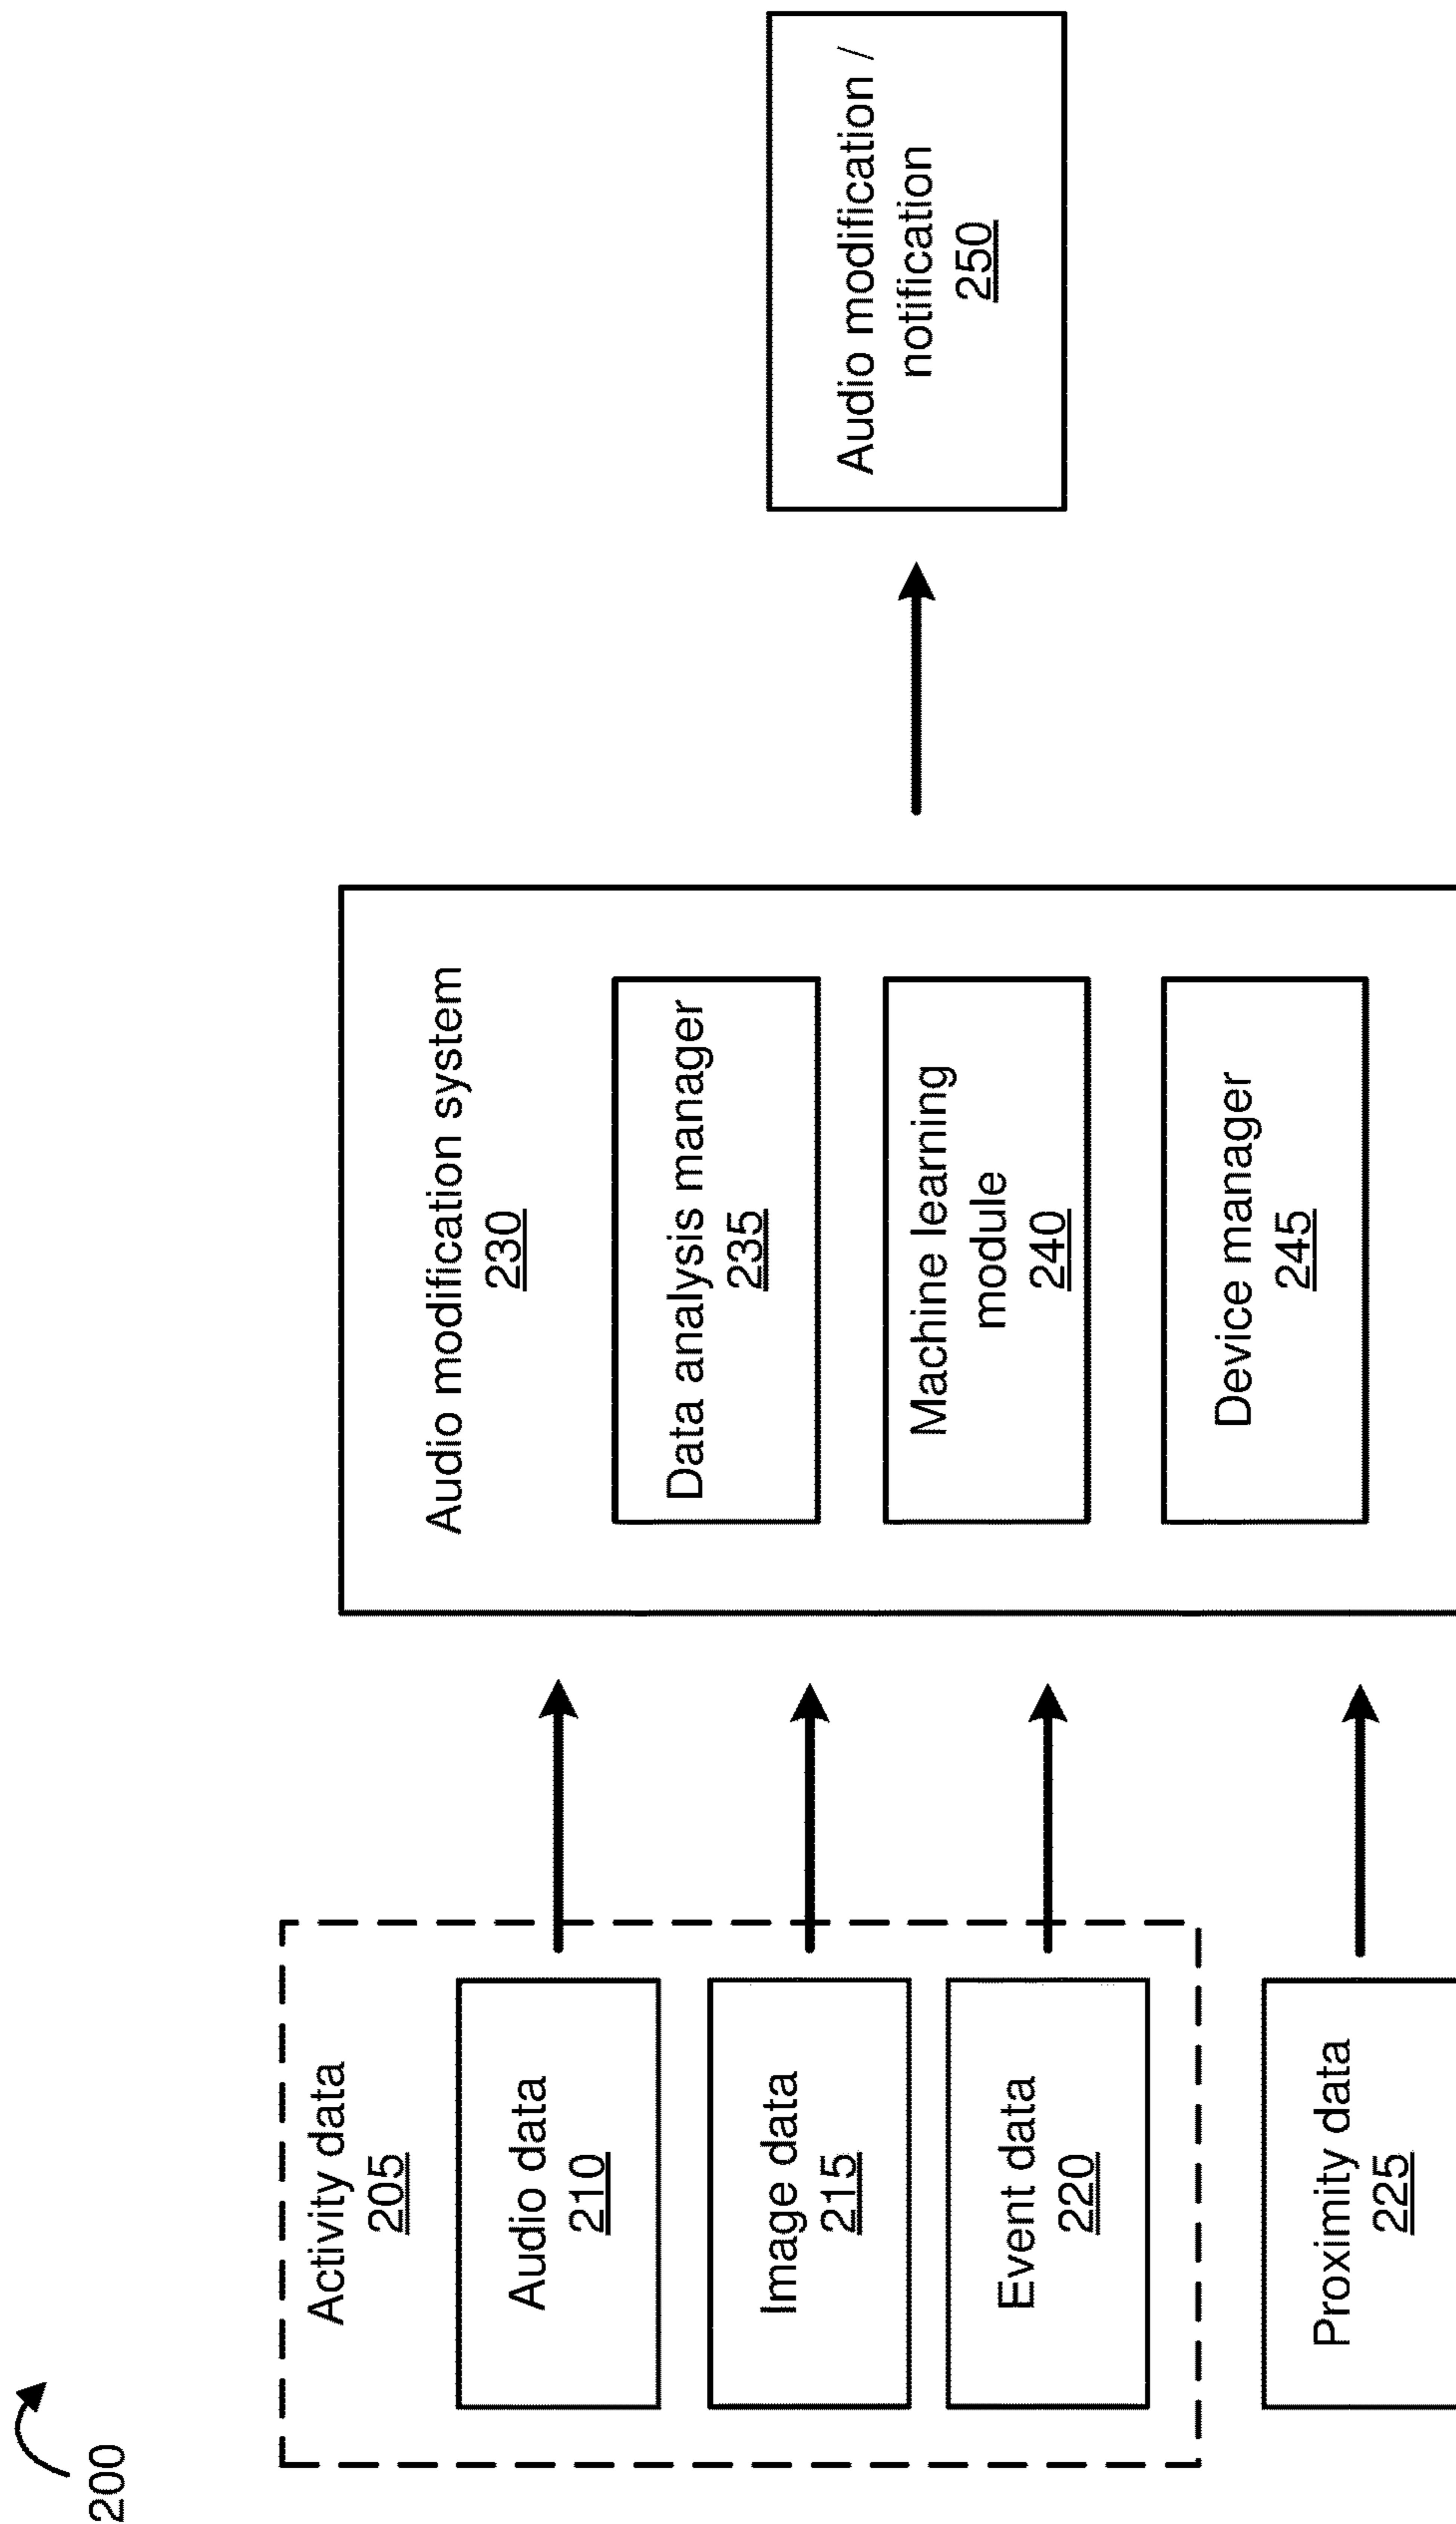 200
Activity data
205
Audio data
210
Image data
215
Event data
220
Proximity data
225
Audio modification system
230
Data analysis manager
235
Machine learning
module
240
Device manager
245
Audio modification /
notification
250